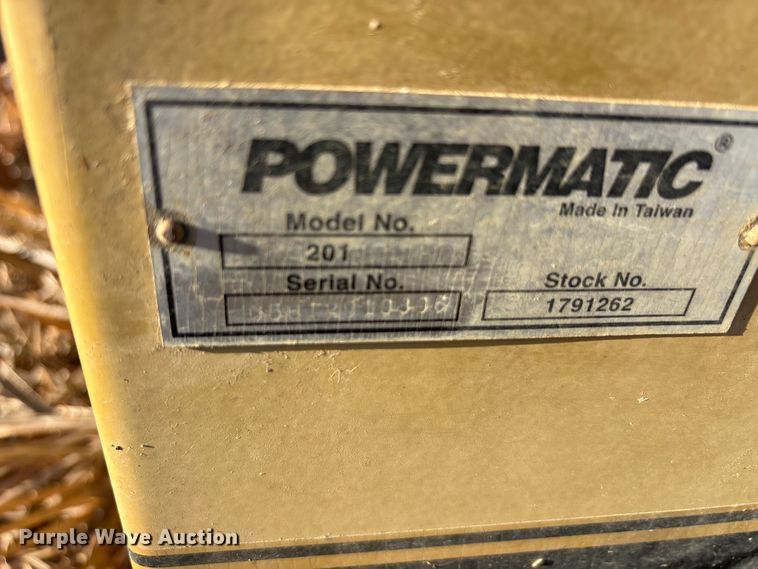 POWERMATIC®
Made In Taiwan
Model No.
201
Serial No.
Stock No.
1791262
Purple Wave Auction